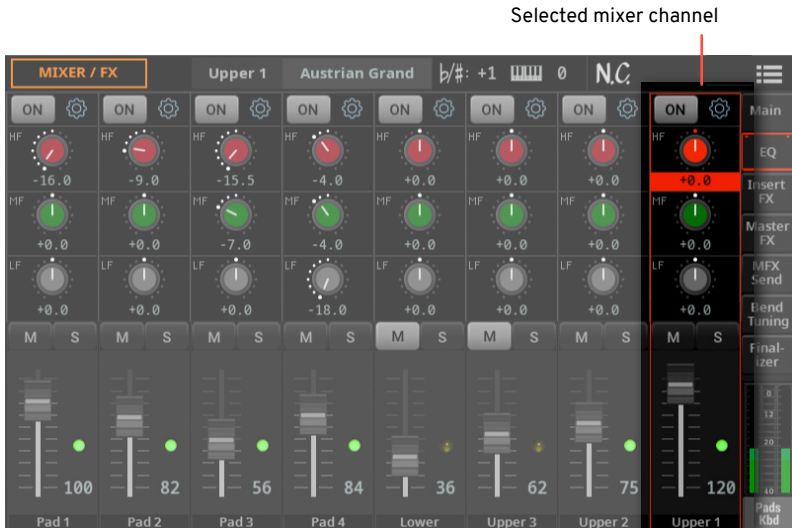 Selected mixer channel
MIXER / FX Upper 1 Austrian Grand ♭/♯: +1 0 N.C.
ON ON ON ON ON ON ON ON Main
HF HF HF HF HF HF HF HF EQ
-16.0 -9.0 -15.5 -4.0 +0.0 +0.0 +0.0 +0.0
Insert
FX
MF MF MF MF MF MF MF MF
Master
FX
+0.0 +0.0 -7.0 -4.0 +0.0 +0.0 +0.0 +0.0
LF LF LF LF LF LF LF LF
MFX
Send
+0.0 +0.0 +0.0 -18.0 +0.0 +0.0 +0.0 +0.0
Bend
Tuning
M S M S M S M S M S M S M S M S
Final-
izer
0
12
20
40
100 82 56 84 36 62 75 120
Pad 1 Pad 2 Pad 3 Pad 4 Lower Upper 3 Upper 2 Upper 1
Pads
Kbd